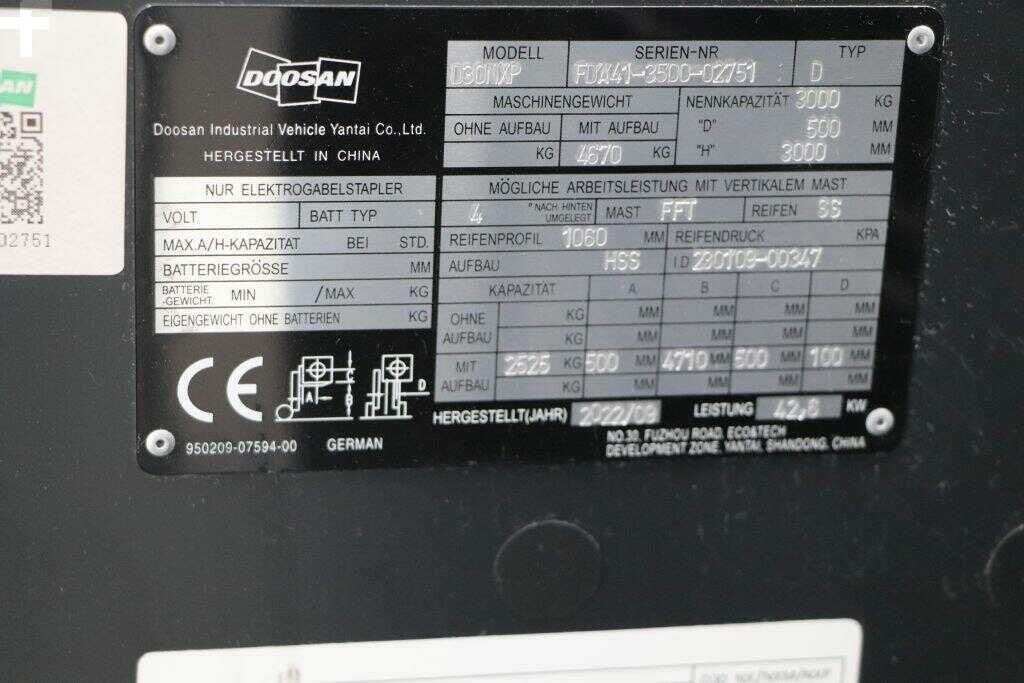 AN
02751
DOOSAN
Doosan Industrial Vehicle Yantai Co.,Ltd.
HERGESTELLT IN CHINA
MODELL SERIEN-NR TYP
D30NXP FDA41-3500-02751 D
MASCHINENGEWICHT NENNKAPAZITÄT 3000 KG
OHNE AUFBAU MIT AUFBAU "D" 500 MM
KG 4670 KG "H" 3000 MM
NUR ELEKTROGABELSTAPLER
VOLT. BATT TYP
MAX.A/H-KAPAZITAT BEI STD.
BATTERIEGRÖSSE MM
BATTERIE
-GEWICHT. MIN /MAX KG
EIGENGEWICHT OHNE BATTERIEN KG
MÖGLICHE ARBEITSLEISTUNG MIT VERTIKALEM MAST
4 °NACH HINTEN UMGELEGT MAST FFT REIFEN SS
REIFENPROFIL 1060 MM REIFENDRUCK KPA
AUFBAU HSS I.D 230109-00347
KAPAZITÄT A B C D
OHNE AUFBAU KG MM MM MM MM
KG MM MM MM MM
MIT AUFBAU 2525 KG 500 MM 4710 MM 500 MM 100 MM
KG MM MM MM MM
CE
A B C D
950209-07594-00 GERMAN
HERGESTELLT(JAHR) 2022/09 LEISTUNG 42,8 KW
NO.30, FUZHOU ROAD, ECO&TECH
DEVELOPMENT ZONE, YANTAI, SHANDONG, CHINA